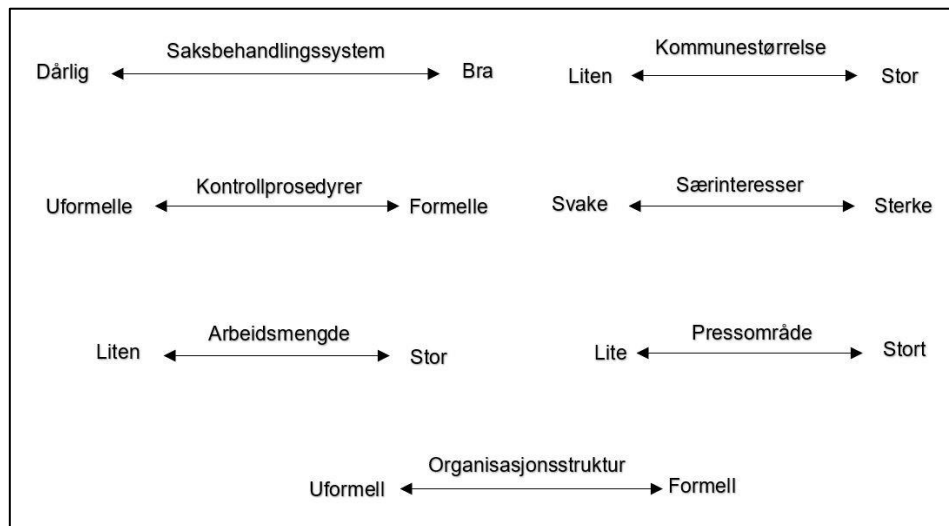 Saksbehandlingssystem
Dårlig Bra
Kommunestørrelse
Liten Stor
Kontrollprosedyrer
Uformelle Formelle
Særinteresser
Svake Sterke
Arbeidsmengde
Liten Stor
Pressområde
Lite Stort
Organisasjonsstruktur
Uformell Formell